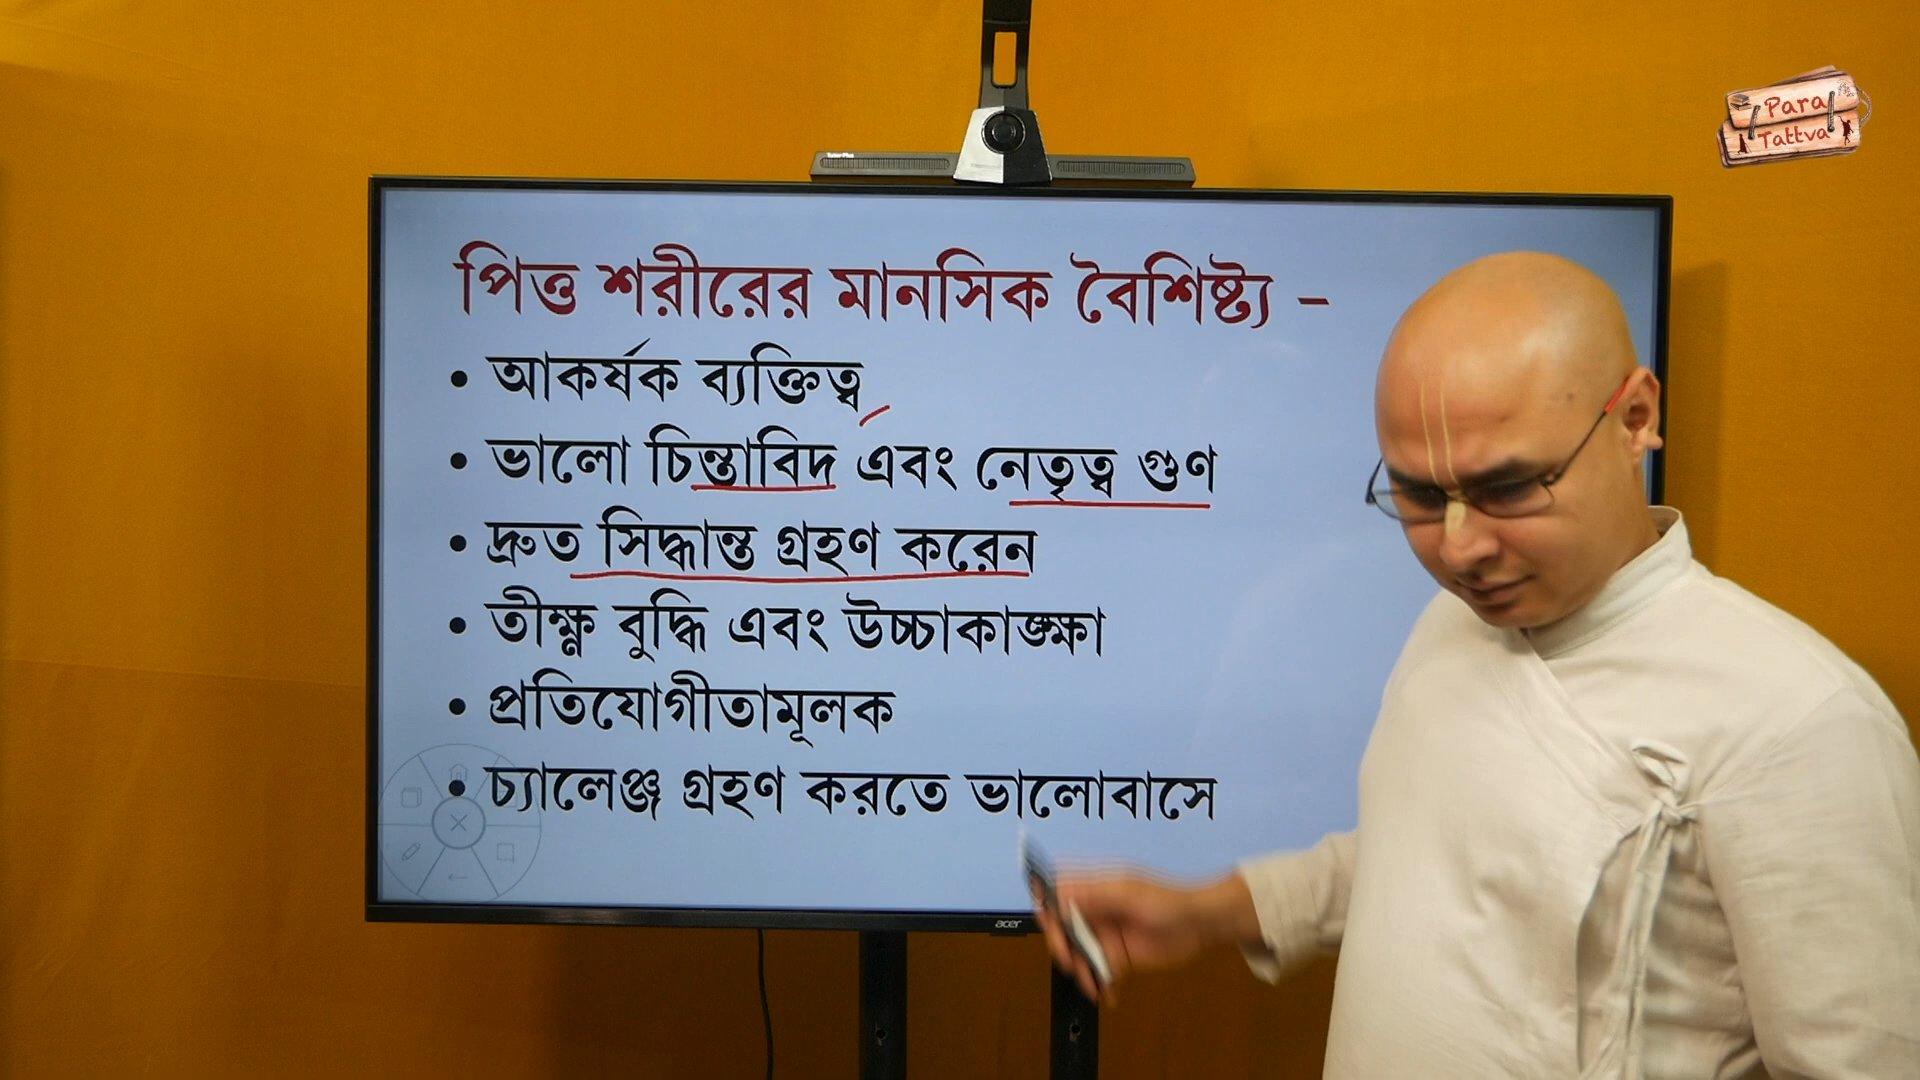 Para
Tattva
পিত্ত শরীরের মানসিক বৈশিষ্ট্য –
• আকর্ষক ব্যক্তিত্ব
• ভালো চিন্তাবিদ এবং নেতৃত্ব গুণ
• দ্রুত সিদ্ধান্ত গ্রহণ করেন
• তীক্ষ্ণ বুদ্ধি এবং উচ্চাকাঙ্ক্ষা
• প্রতিযোগীতামূলক
• চ্যালেঞ্জ গ্রহণ করতে ভালোবাসে
acer